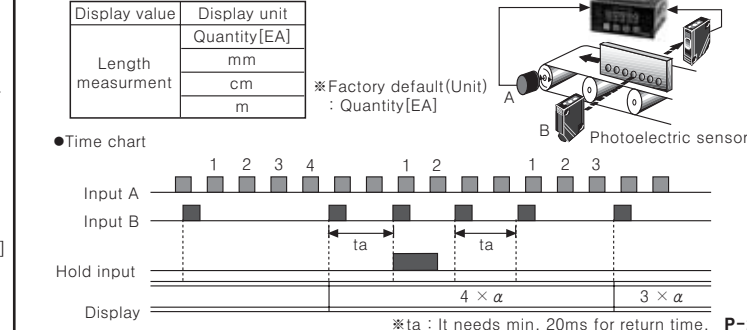 Display value Display unit
Length measurment
Quantity[EA]
mm
cm
m
※Factory default(Unit)
: Quantity[EA]
A
B
Photoelectric sensor
●Time chart
1 2 3 4 1 2 1 2 3
Input A
Input B
ta ta
Hold input
]
4 × α 3 × α
Display
※ta : It needs min. 20ms for return time. P-